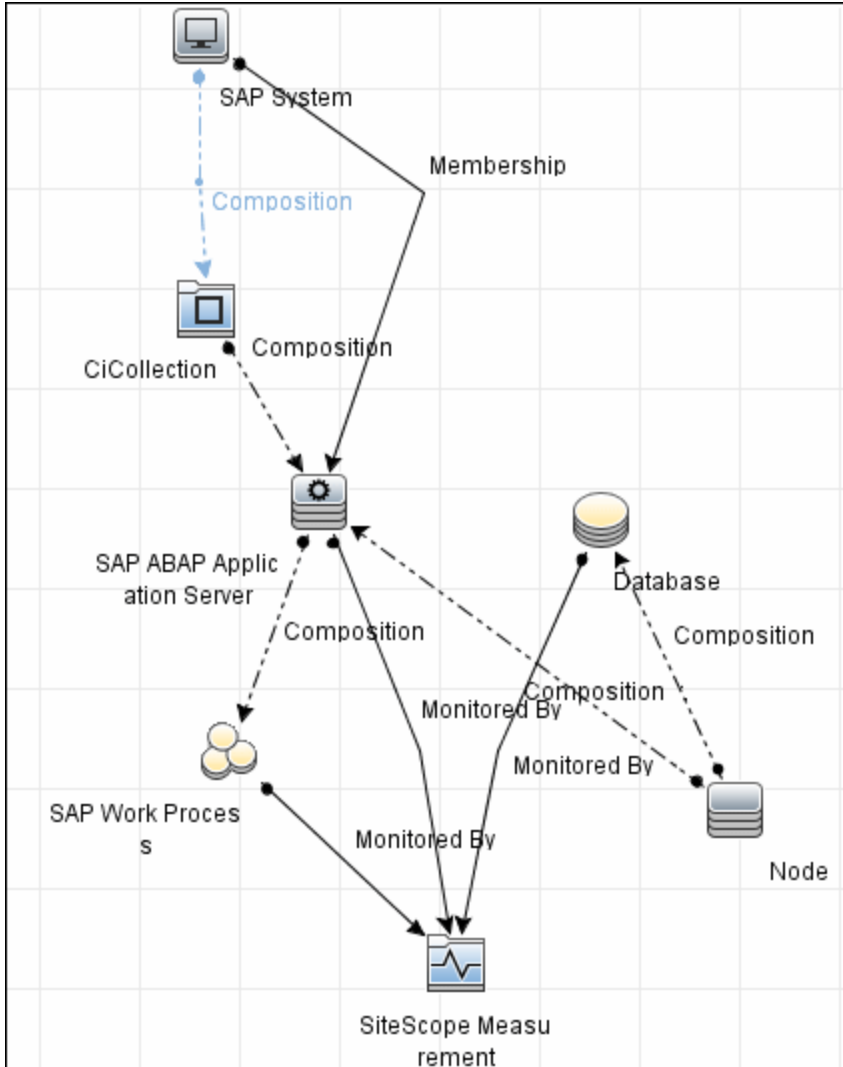 SAP System
Membership
Composition
Composition
CiCollection
SAP ABAP Applic
ation Server
Database
Composition
Composition
Composition
Monitored By
Monitored By
SAP Work Proces
s
Monitored By
Node
SiteScope Measu
rement